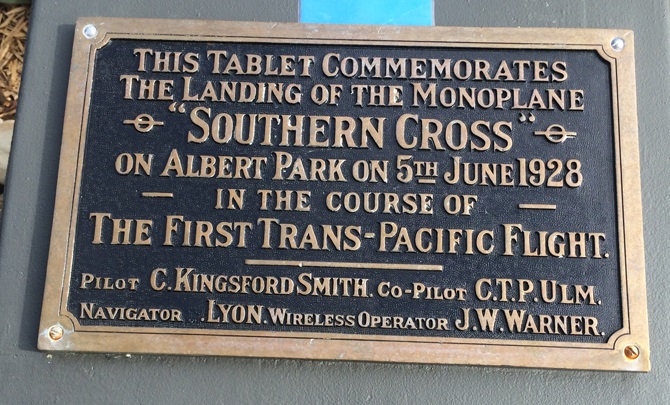 THIS TABLET COMMEMORATES
THE LANDING OF THE MONOPLANE
"SOUTHERN CROSS"
ON ALBERT PARK ON 5TH JUNE 1928
IN THE COURSE OF
THE FIRST TRANS-PACIFIC FLIGHT.
PILOT C. KINGSFORD SMITH. CO-PILOT C.T.P. ULM.
NAVIGATOR . LYON. WIRELESS OPERATOR J.W. WARNER.